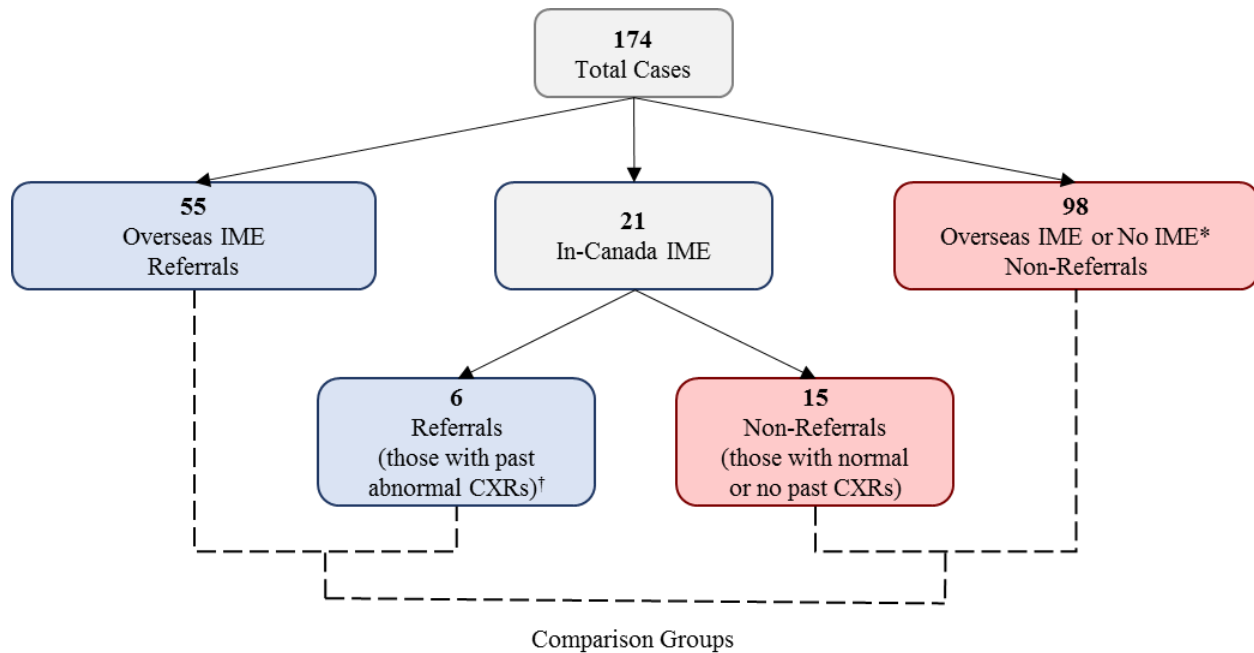 174
Total Cases
55
Overseas IME
Referrals
21
In-Canada IME
98
Overseas IME or No IME*
Non-Referrals
6
Referrals
(those with past
abnormal CXRs)†
15
Non-Referrals
(those with normal
or no past CXRs)
Comparison Groups